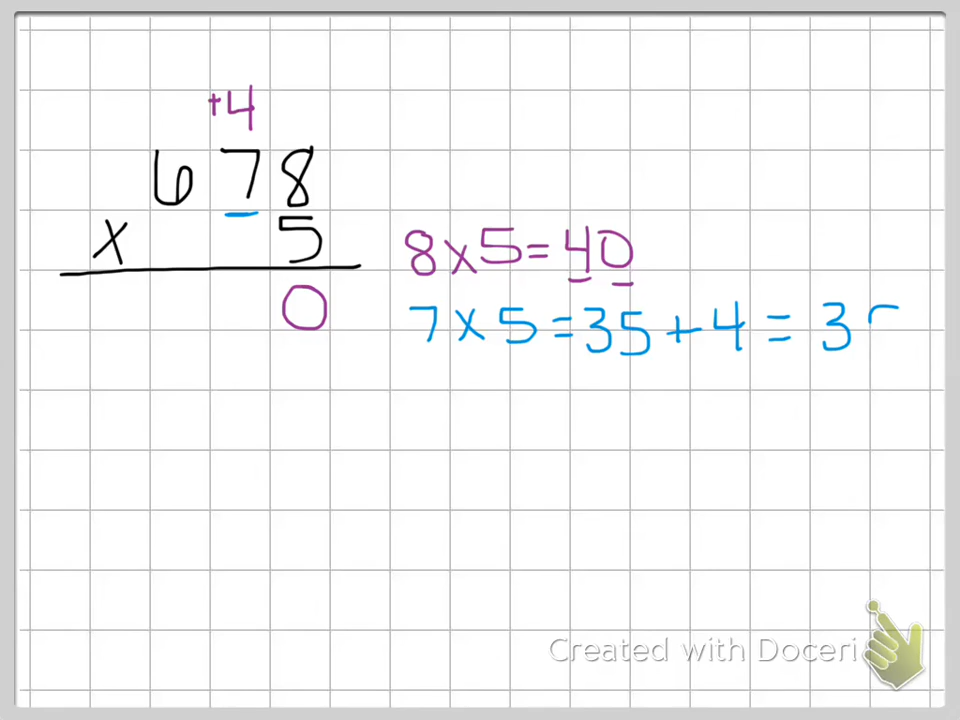 +4
678
x 5
0
8x5=40
7x5=35+4=3
Created with Doceri